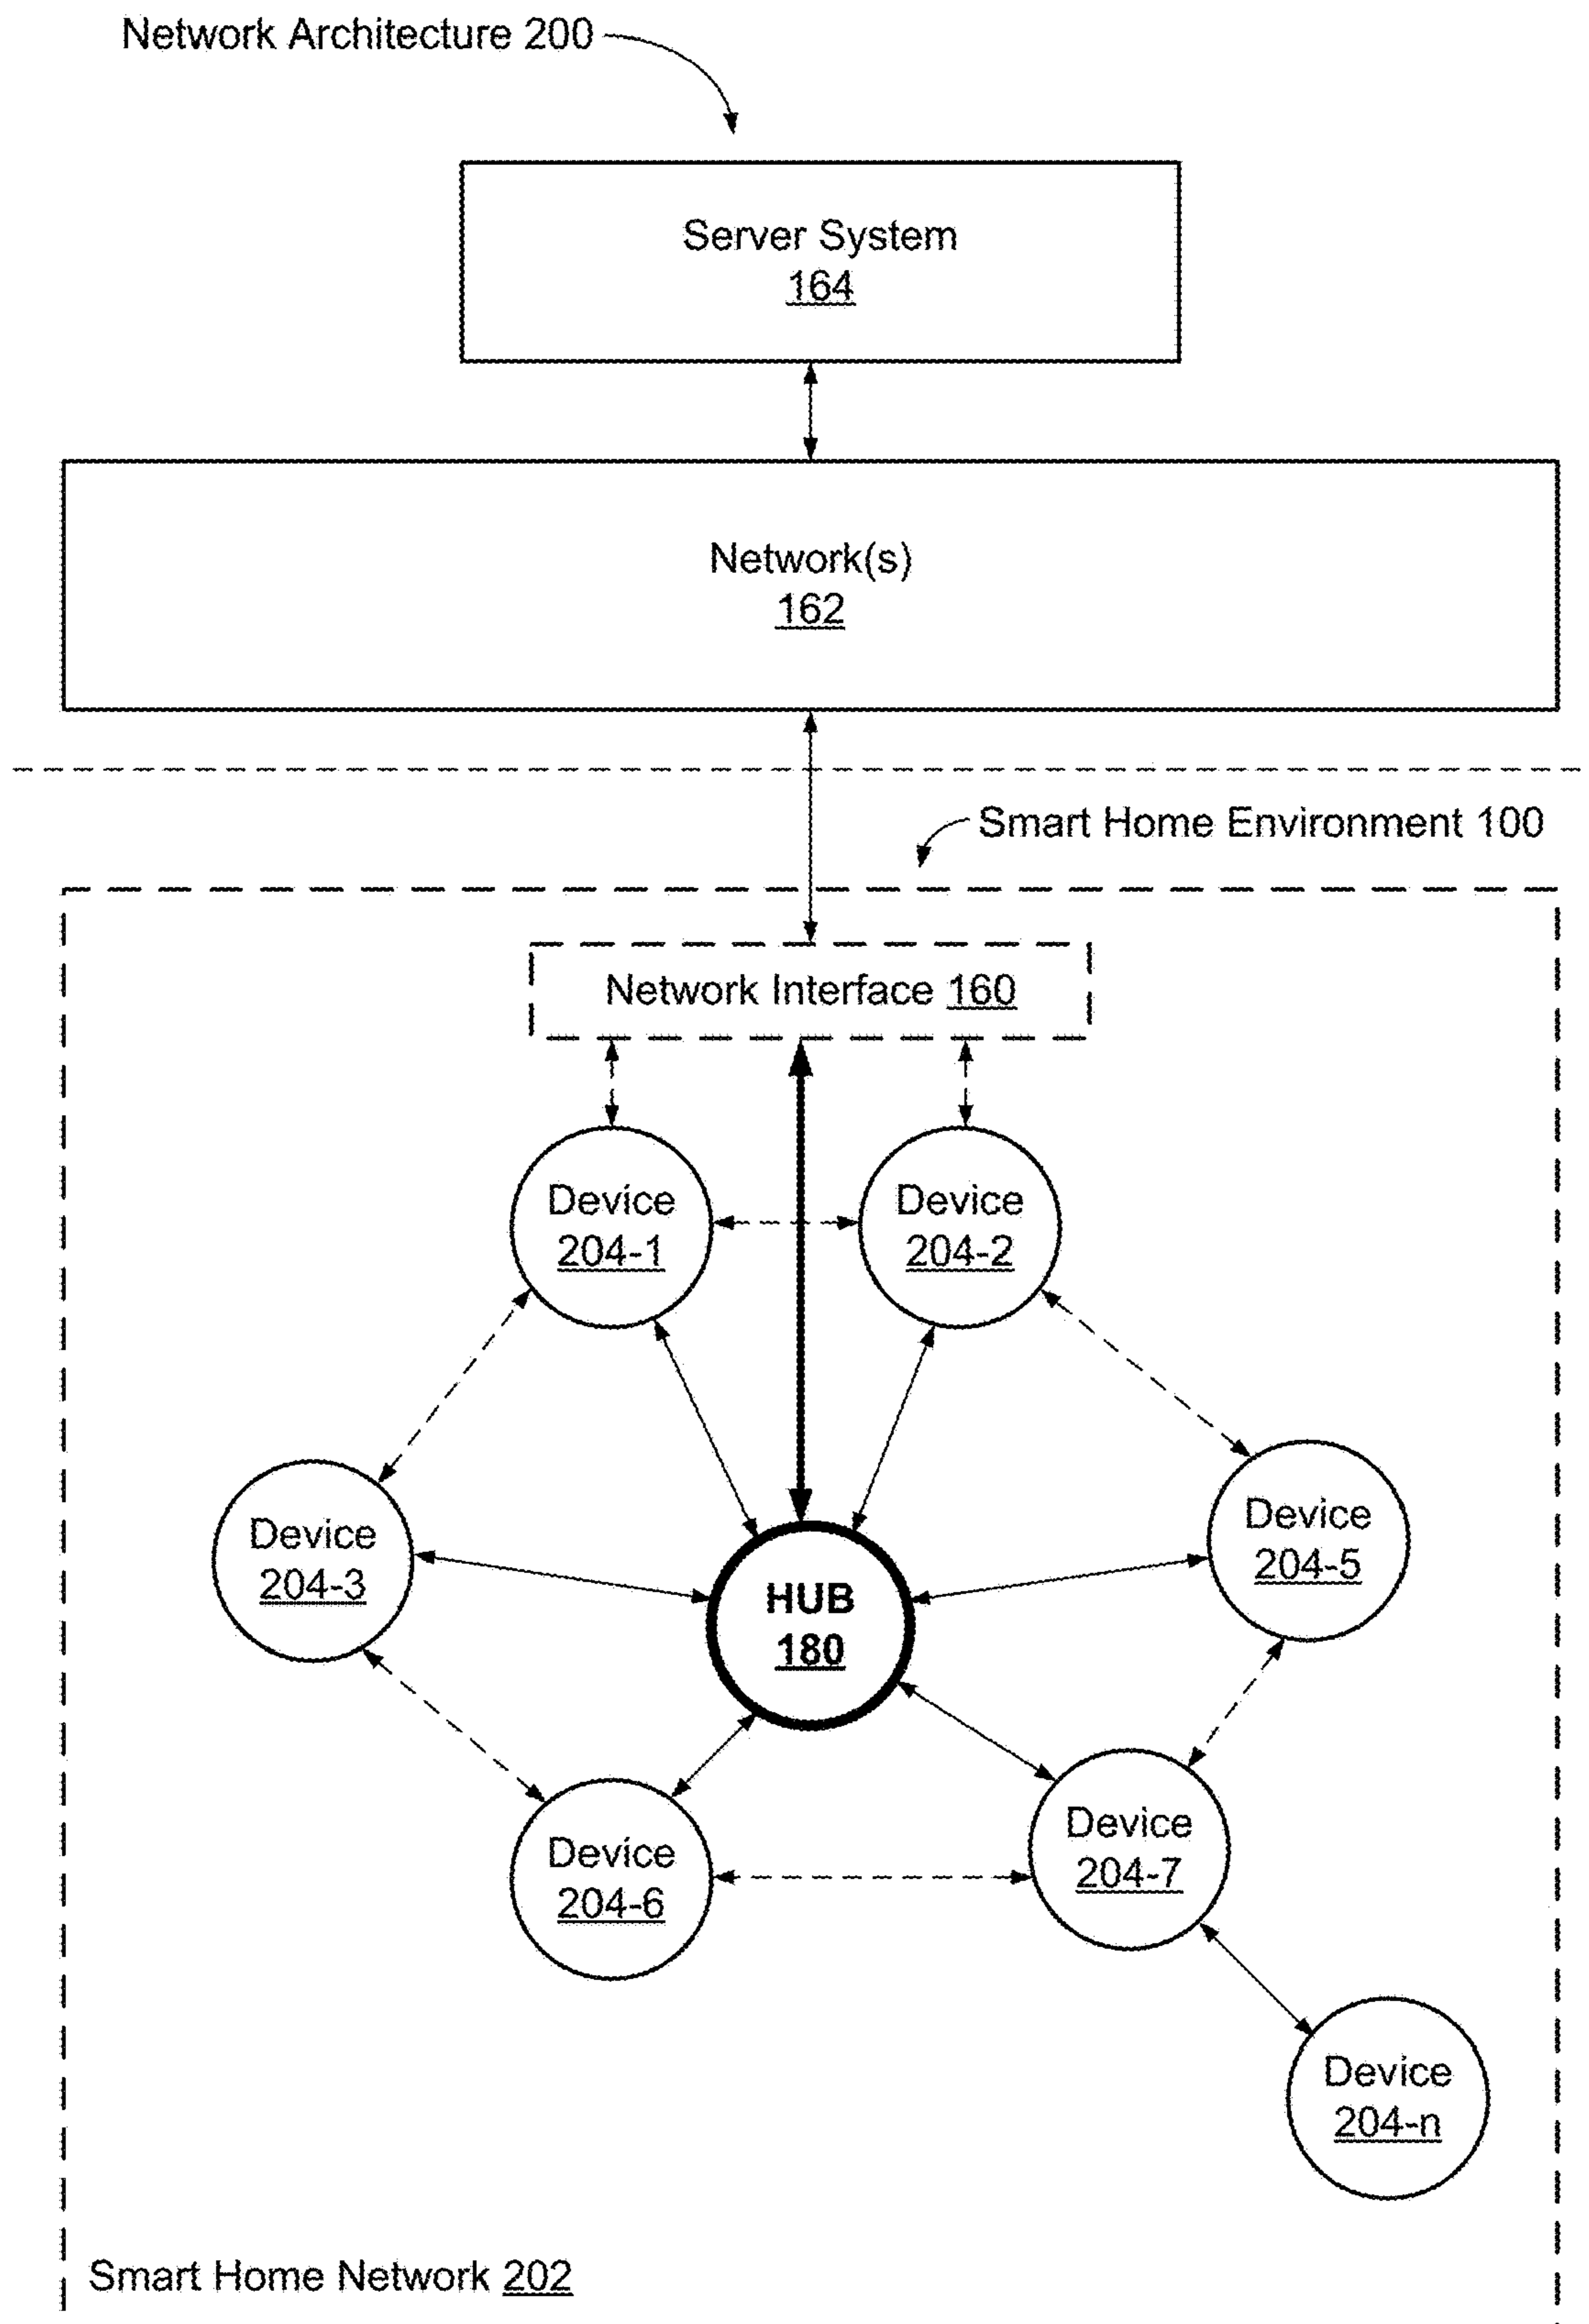 Network Architecture 200
Server System
164
Network(s)
162
Smart Home Environment 100
Network Interface 160
Device
204-1
Device
204-2
Device
204-3
Device
204-5
HUB
180
Device
204-6
Device
204-7
Device
204-n
Smart Home Network 202